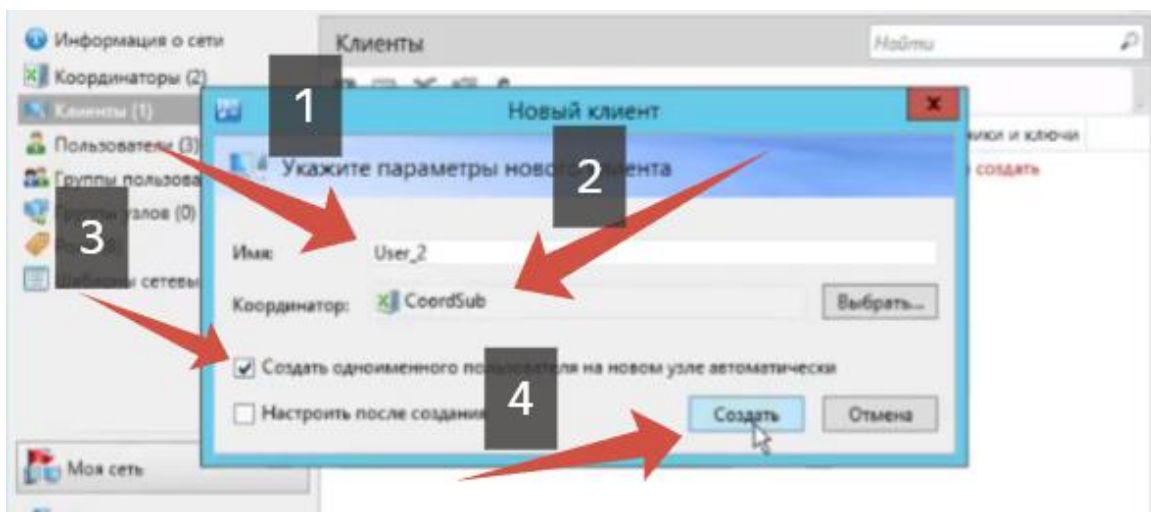 Информация о сети
Клиенты
Найти
Координаторы (2)
Клиенты (1)
1
Новый клиент
Пользователи (3)
ики и ключи
Укажите параметры нового клиента
2
создать
Группы пользова
Группы узлов (0)
3
Имя:
User_2
Шаблоны сетевы
Координатор:
CoordSub
Выбрать...
Создать одноименного пользователя на новом узле автоматически
Настроить после создания
4
Создать
Отмена
Моя сеть